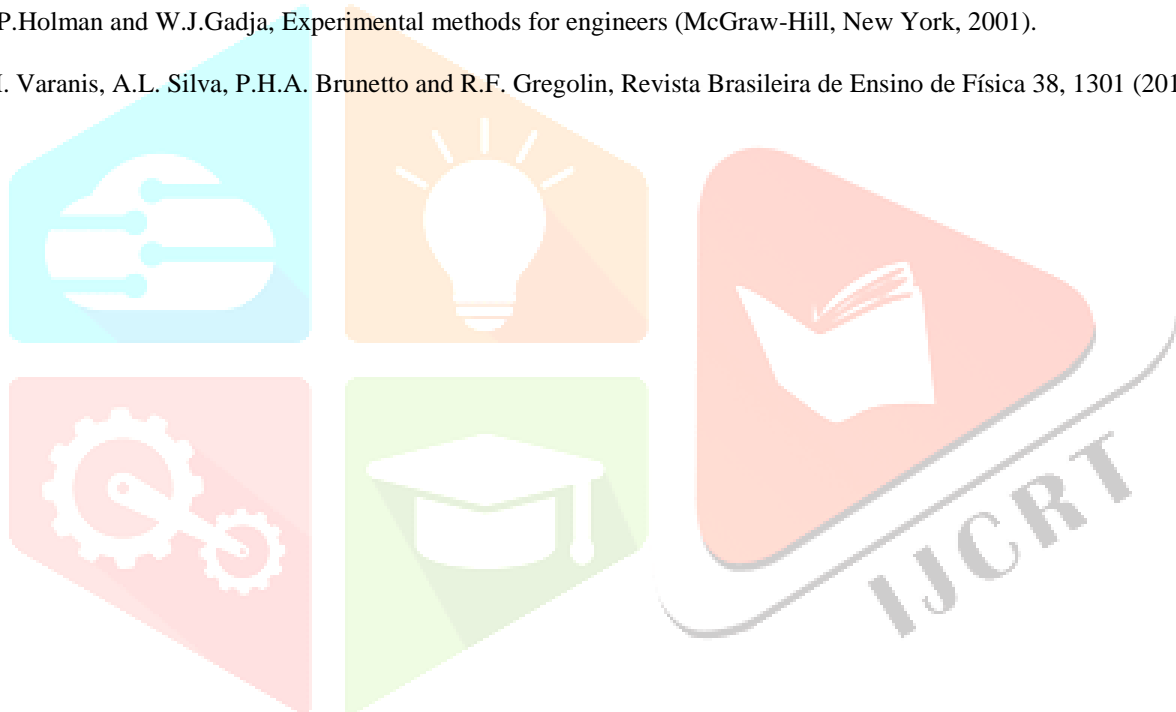 P.Holman and W.J.Gadja, Experimental methods for engineers (McGraw-Hill, New York, 2001).
. Varanis, A.L. Silva, P.H.A. Brunetto and R.F. Gregolin, Revista Brasileira de Ensino de Física 38, 1301 (201
IJCRT